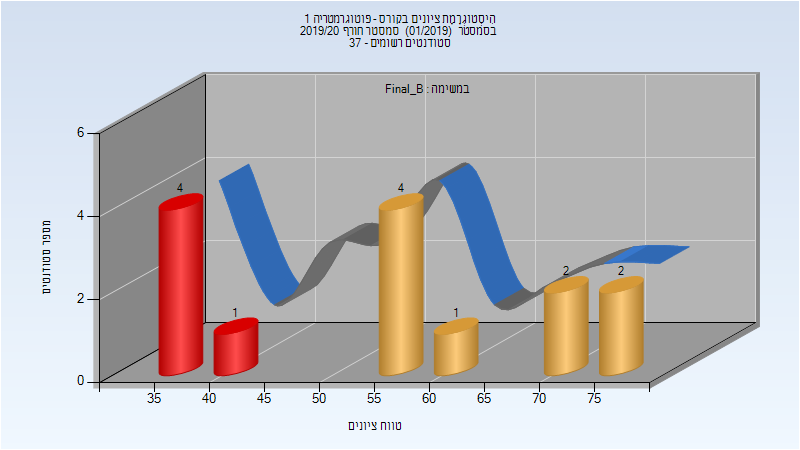 היסטוגרמת ציונים בקורס - פוטוגרמטריה 1
בסמסטר (01/2019) סמסטר חורף 2019/20
סטודנטים רשומים - 37
במשימה : Final_B
מספר סטודנטים
6
4
2
0
4
1
4
1
2
2
35 40 45 50 55 60 65 70 75
טווח ציונים